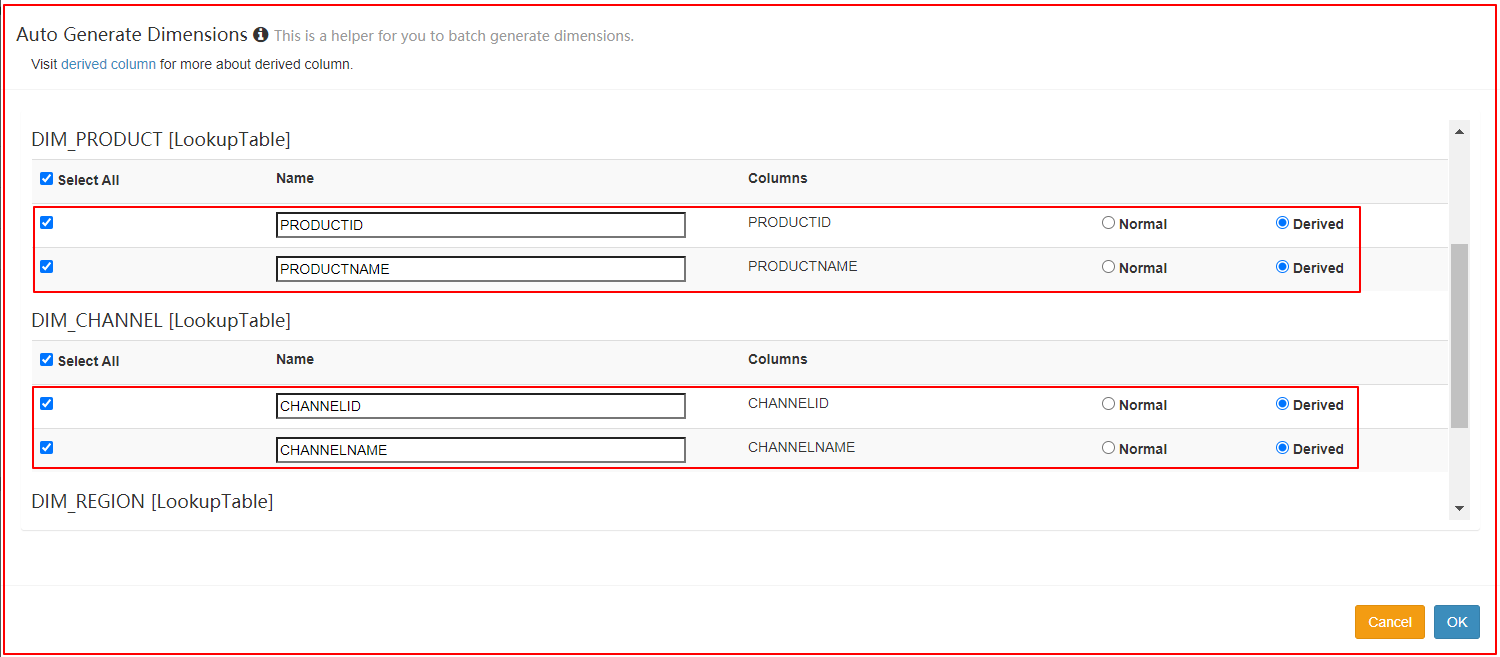 Auto Generate Dimensions This is a helper for you to batch generate dimensions.
Visit derived column for more about derived column.
DIM_PRODUCT [LookupTable]
Select All Name Columns
PRODUCTID PRODUCTID Normal Derived
PRODUCTNAME PRODUCTNAME Normal Derived
DIM_CHANNEL [LookupTable]
Select All Name Columns
CHANNELID CHANNELID Normal Derived
CHANNELNAME CHANNELNAME Normal Derived
DIM_REGION [LookupTable]
Cancel OK